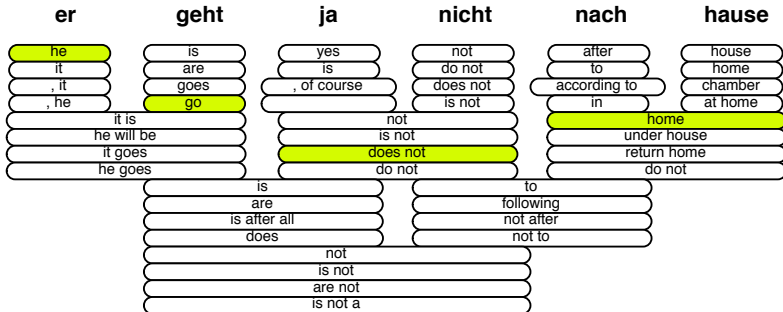 er geht ja nicht nach hause
he is yes not after house
it are is do not to home
, it goes , of course does not according to chamber
, he go is not in at home
it is not home
he will be is not under house
it goes does not return home
he goes do not do not
is to
are following
is after all not after
does not to
not
is not
are not
is not a